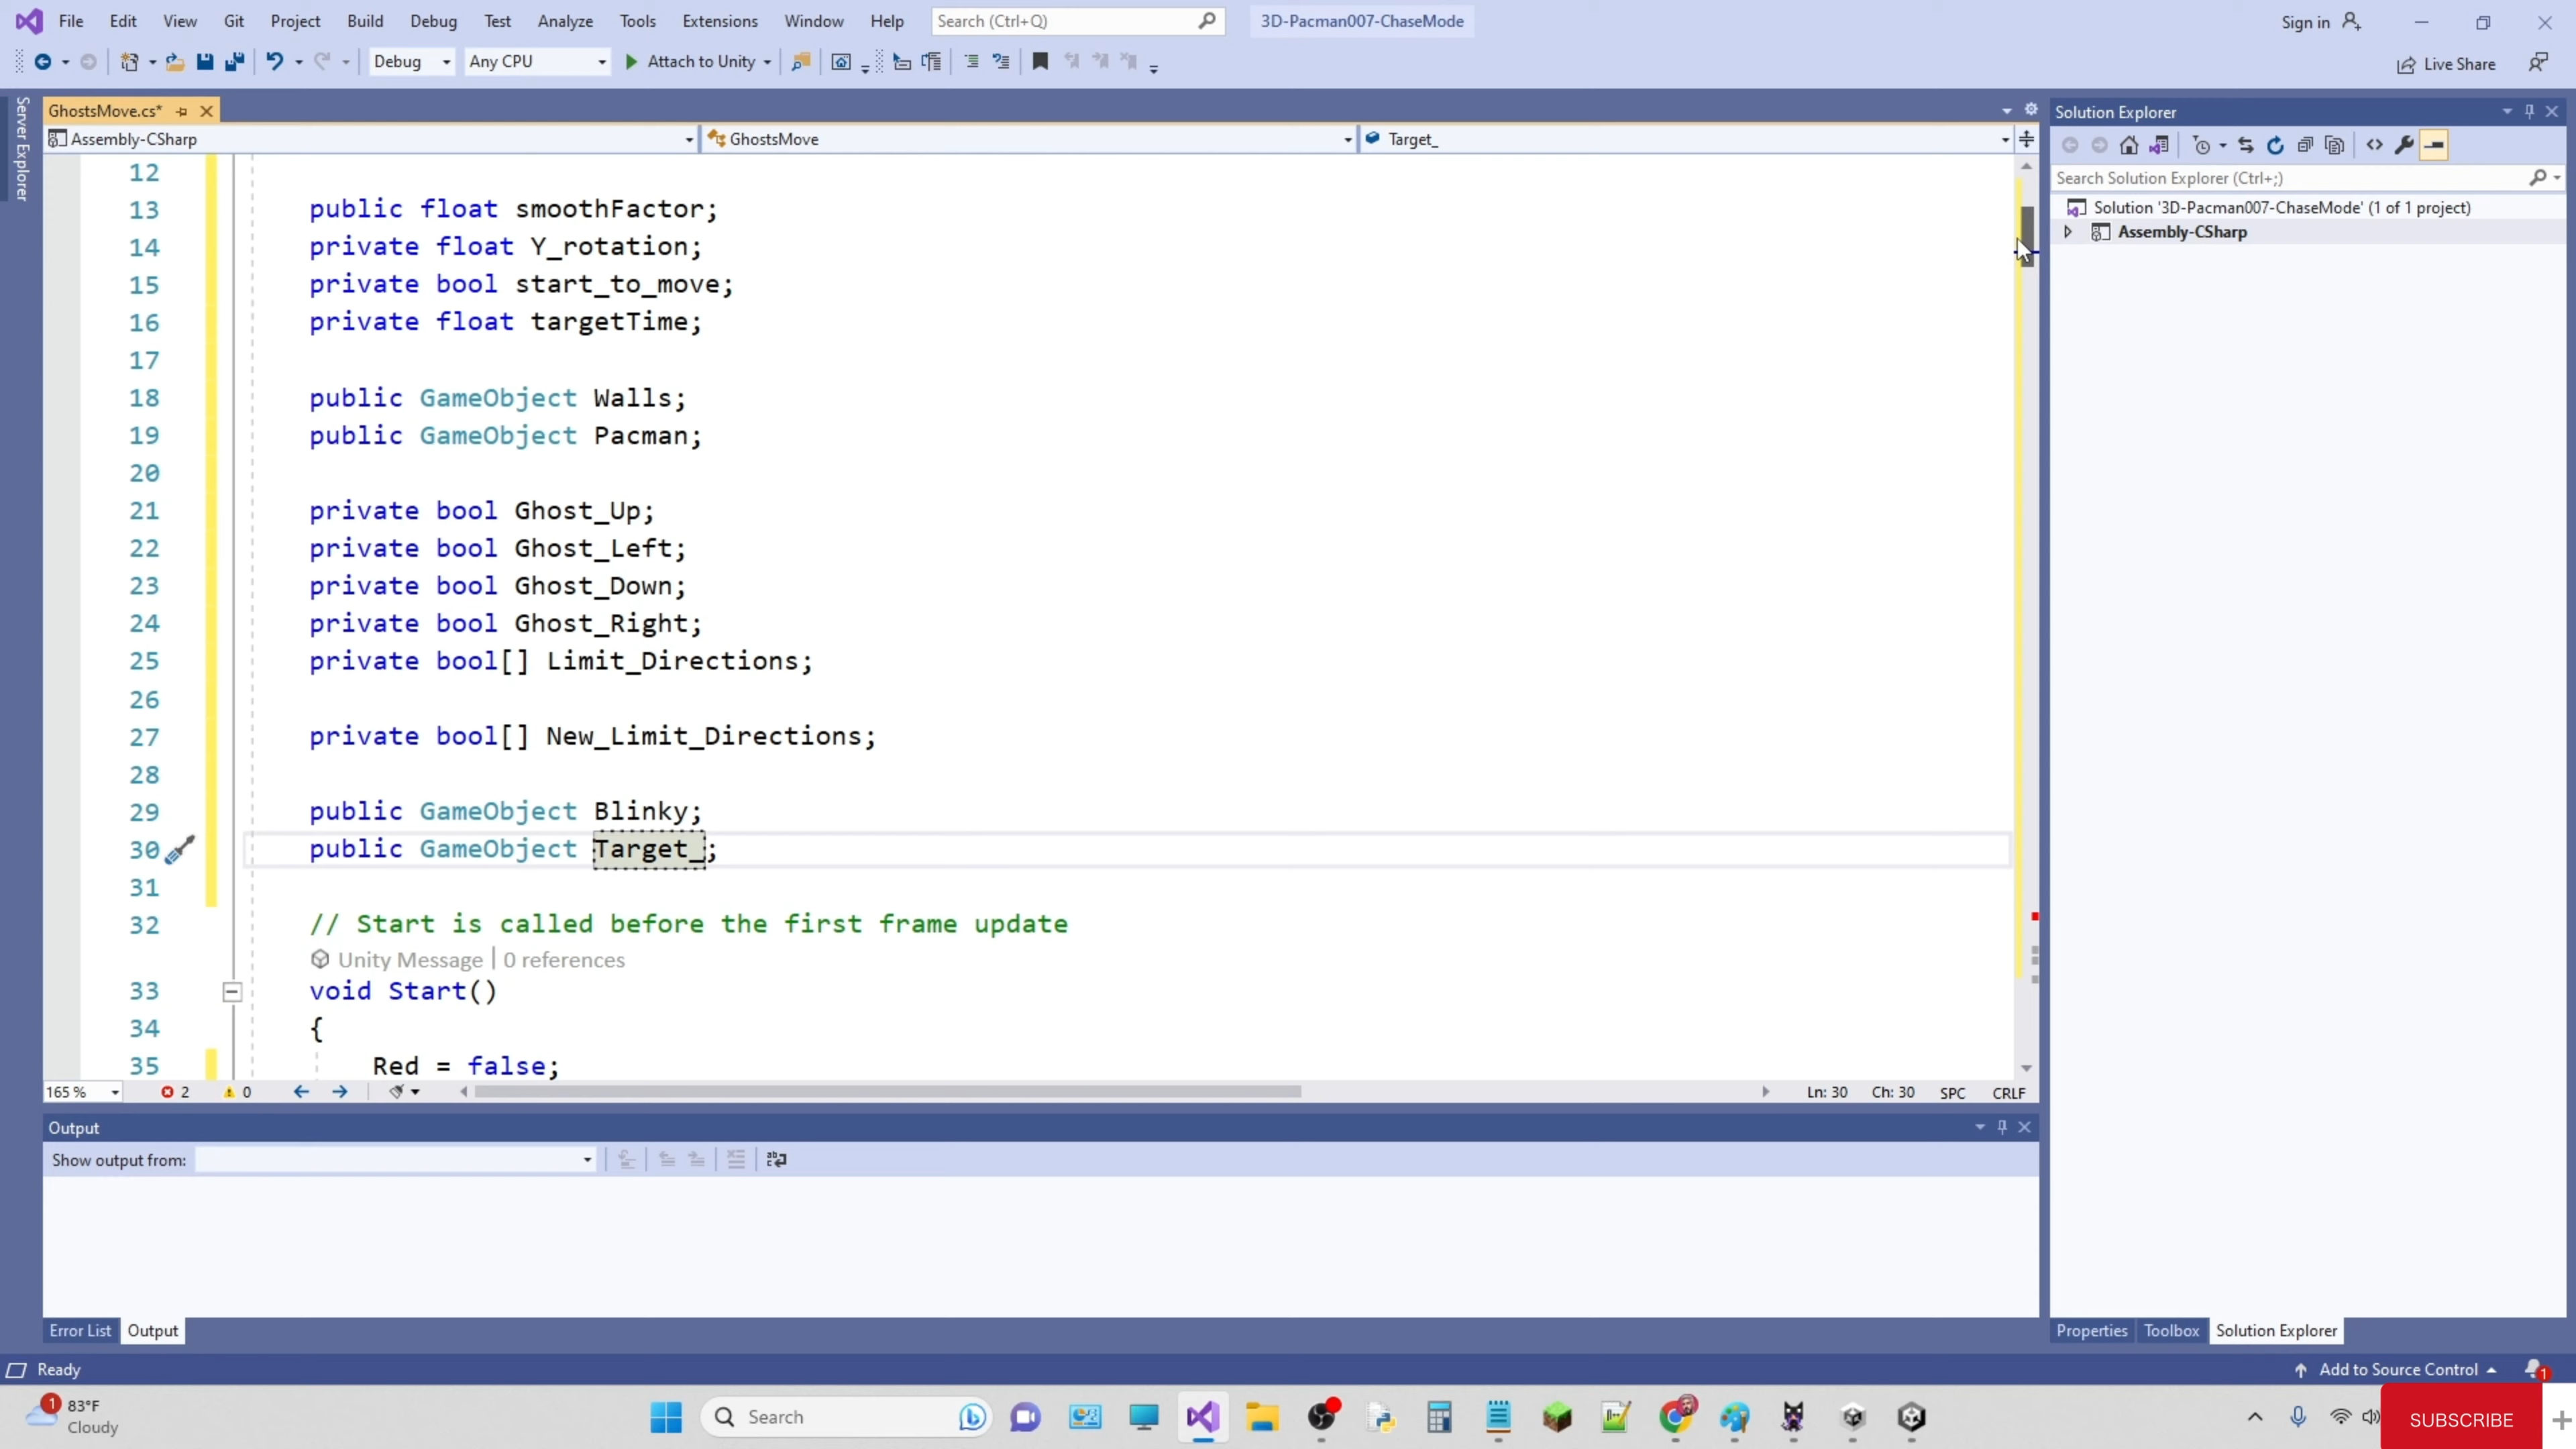 File Edit View Git Project Build Debug Test Analyze Tools Extensions Window Help Search (Ctrl+Q) 3D-Pacman007-ChaseMode Sign in
Debug Any CPU Attach to Unity Live Share
Server Explorer
GhostsMove.cs*
Assembly-CSharp GhostsMove Target_
12
13 public float smoothFactor;
14 private float Y_rotation;
15 private bool start_to_move;
16 private float targetTime;
17
18 public GameObject Walls;
19 public GameObject Pacman;
20
21 private bool Ghost_Up;
22 private bool Ghost_Left;
23 private bool Ghost_Down;
24 private bool Ghost_Right;
25 private bool[] Limit_Directions;
26
27 private bool[] New_Limit_Directions;
28
29 public GameObject Blinky;
30 public GameObject Target_;
31
32 // Start is called before the first frame update
Unity Message | 0 references
33 void Start()
34 {
35 Red = false;
165 % 2 0 Ln: 30 Ch: 30 SPC CRLF
Output
Show output from:
Error List Output
Solution Explorer
Search Solution Explorer (Ctrl+;)
Solution '3D-Pacman007-ChaseMode' (1 of 1 project)
Assembly-CSharp
Properties Toolbox Solution Explorer
Ready Add to Source Control 1
1 83°F
Cloudy
Search
SUBSCRIBE